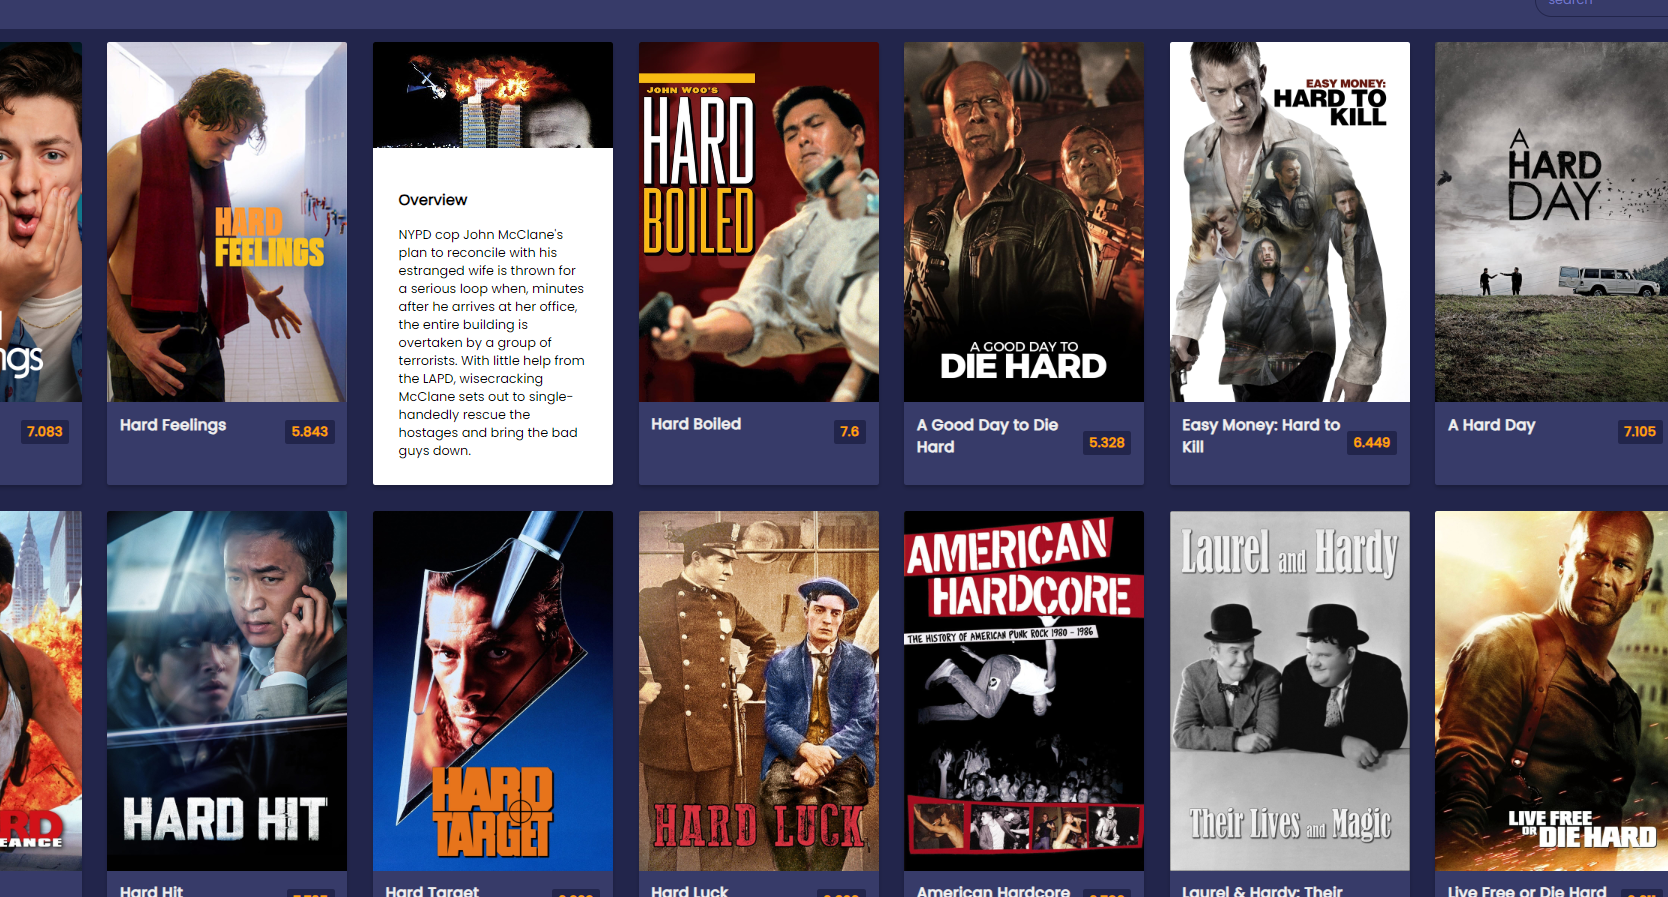 search
ngs
HARD
FEELINGS
Overview
NYPD cop John McClane's
plan to reconcile with his
estranged wife is thrown for
a serious loop when, minutes
after he arrives at her office,
the entire building is
overtaken by a group of
terrorists. With little help from
the LAPD, wisecracking
McClane sets out to single-
handedly rescue the
hostages and bring the bad
guys down.
JOHN WOO'S
HARD
BOILED
A GOOD DAY TO
DIE HARD
EASY MONEY:
HARD TO
KILL
A
HARD
DAY
7.083
Hard Feelings
5.843
Hard Boiled
7.6
A Good Day to Die
Hard
5.328
Easy Money: Hard to
Kill
6.449
A Hard Day
7.105
RD
EANCE
HARD HIT
HARD
TARGET
HARD LUCK
AMERICAN
HARDCORE
THE HISTORY OF AMERICAN PUNK ROCK 1980 - 1986
Laurel and Hardy
Their Lives and Magic
LIVE FREE
OR DIE HARD
Hard Hit
Hard Target
Hard Luck
American Hardcore
Laurel & Hardy: Their
Live Free or Die Hard